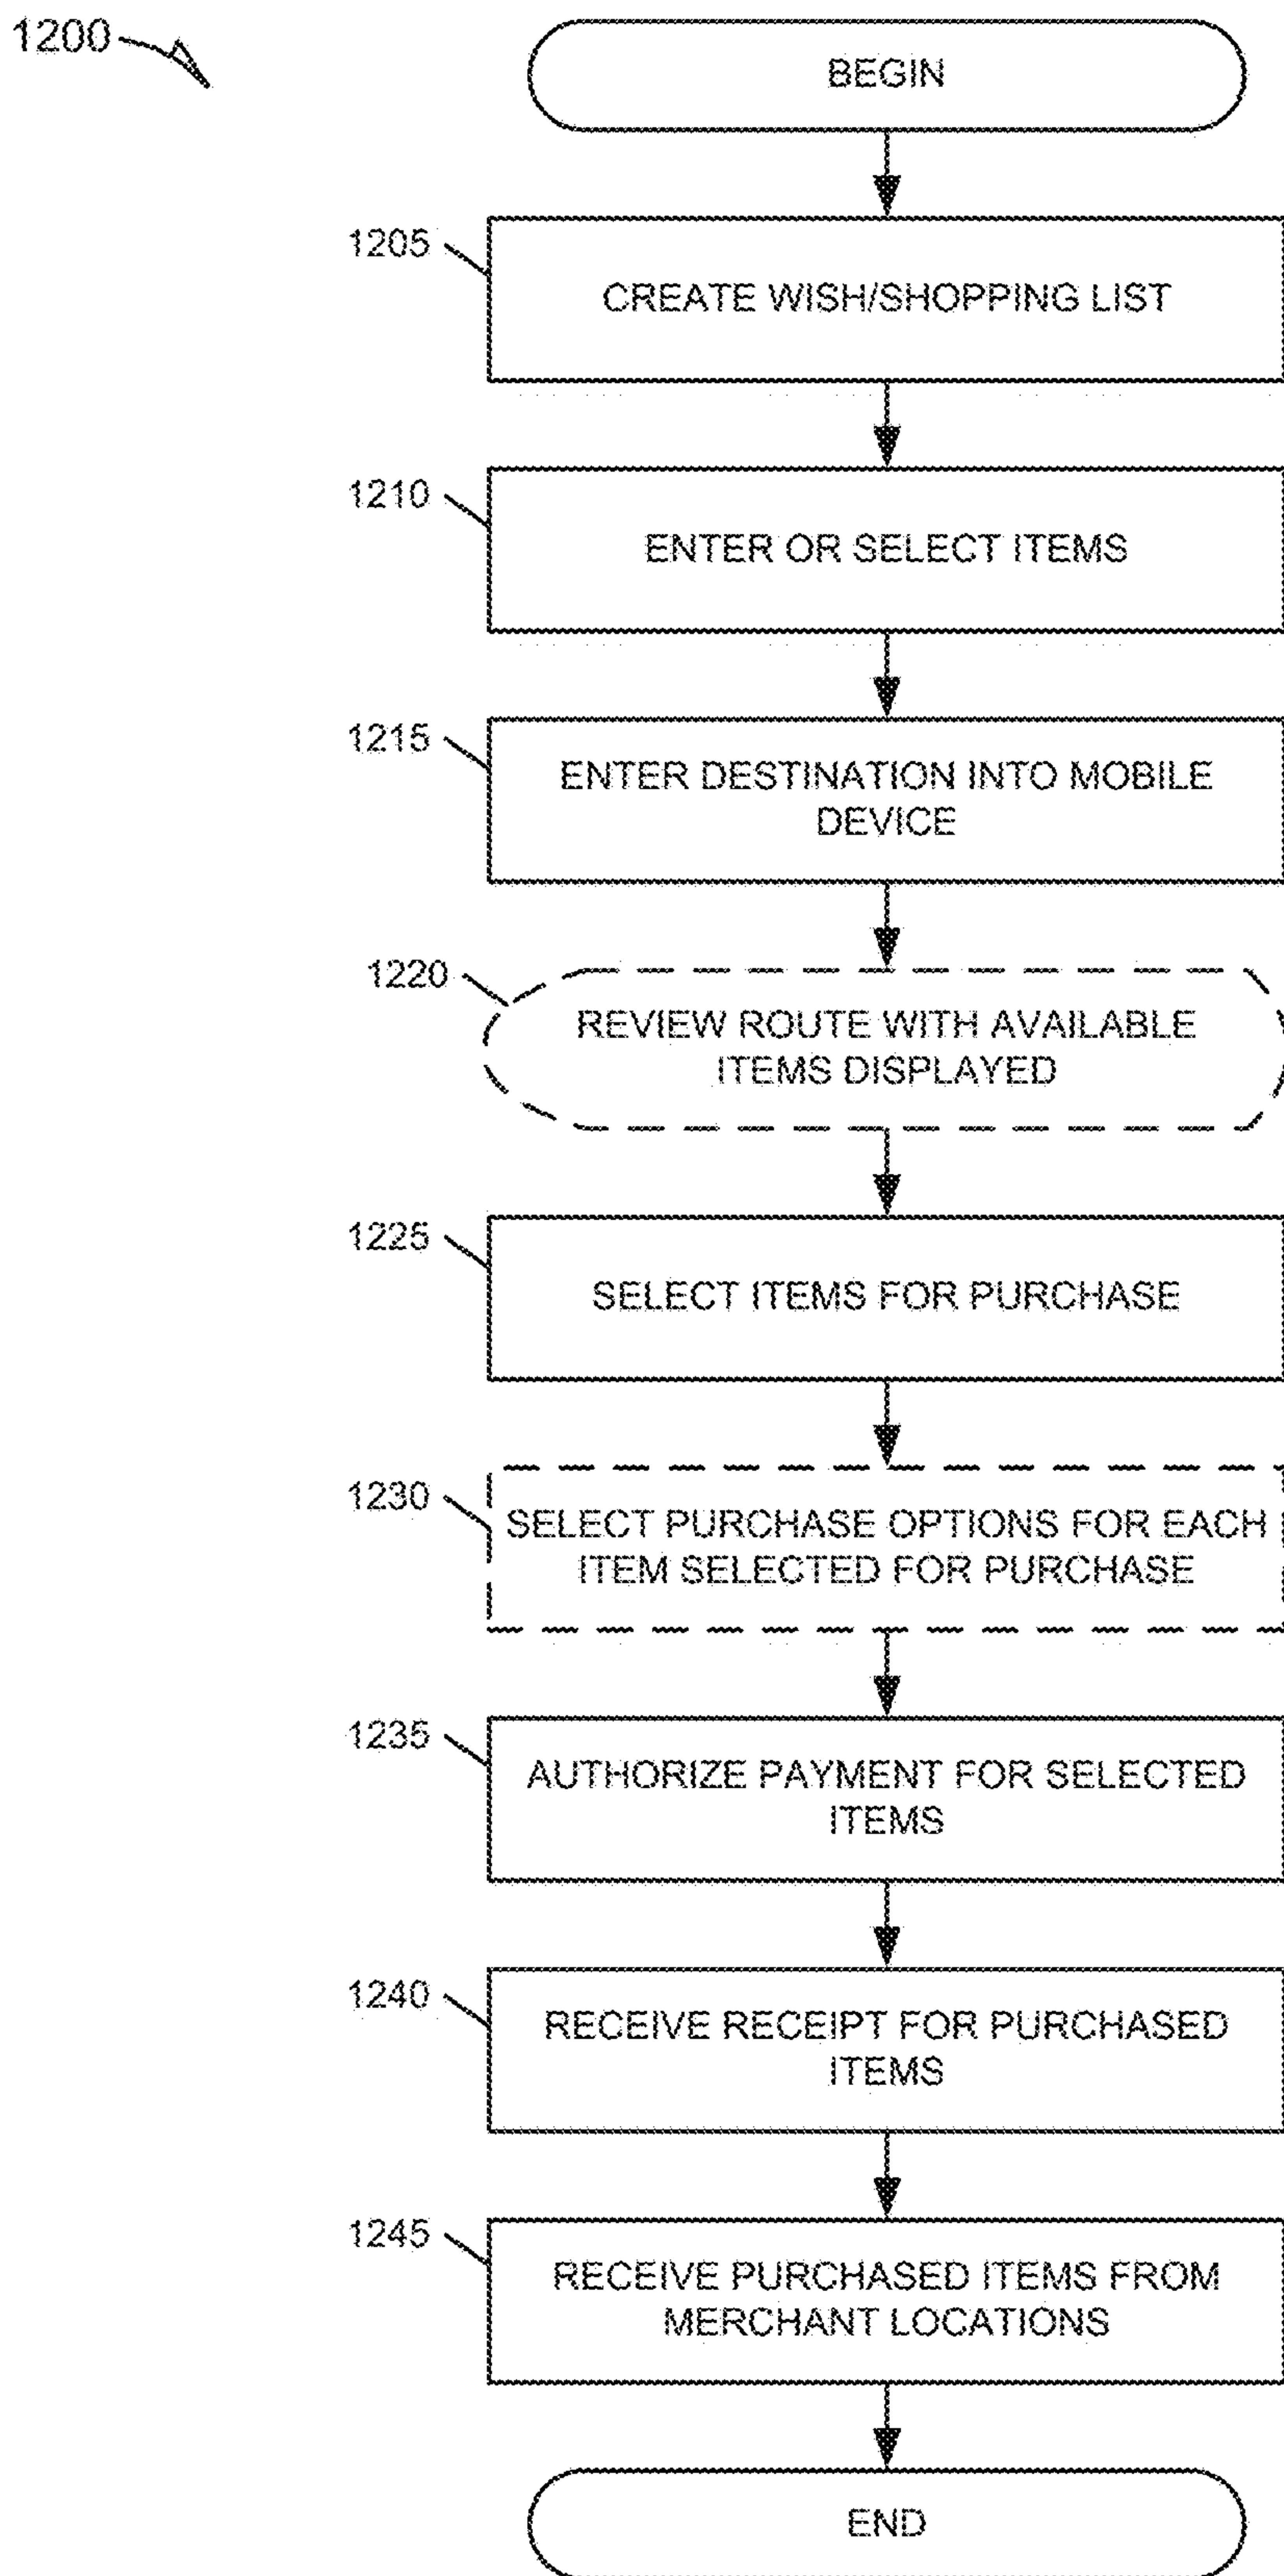 1200
BEGIN
1205
CREATE WISH/SHOPPING LIST
1210
ENTER OR SELECT ITEMS
1215
ENTER DESTINATION INTO MOBILE
DEVICE
1220
REVIEW ROUTE WITH AVAILABLE
ITEMS DISPLAYED
1225
SELECT ITEMS FOR PURCHASE
1230
SELECT PURCHASE OPTIONS FOR EACH
ITEM SELECTED FOR PURCHASE
1235
AUTHORIZE PAYMENT FOR SELECTED
ITEMS
1240
RECEIVE RECEIPT FOR PURCHASED
ITEMS
1245
RECEIVE PURCHASED ITEMS FROM
MERCHANT LOCATIONS
END